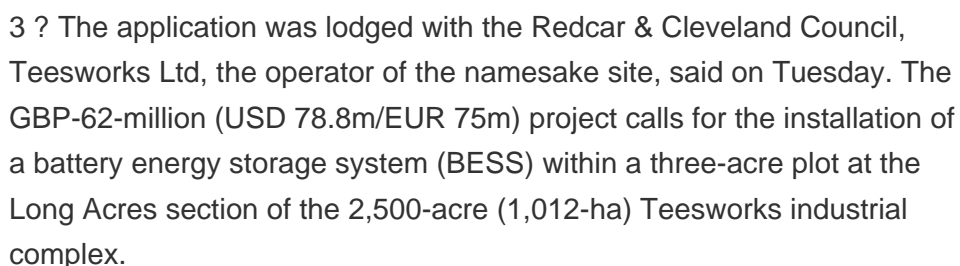 3 ? The application was lodged with the Redcar & Cleveland Council,
Teesworks Ltd, the operator of the namesake site, said on Tuesday. The
GBP-62-million (USD 78.8m/EUR 75m) project calls for the installation of
a battery energy storage system (BESS) within a three-acre plot at the
Long Acres section of the 2,500-acre (1,012-ha) Teesworks industrial
complex.